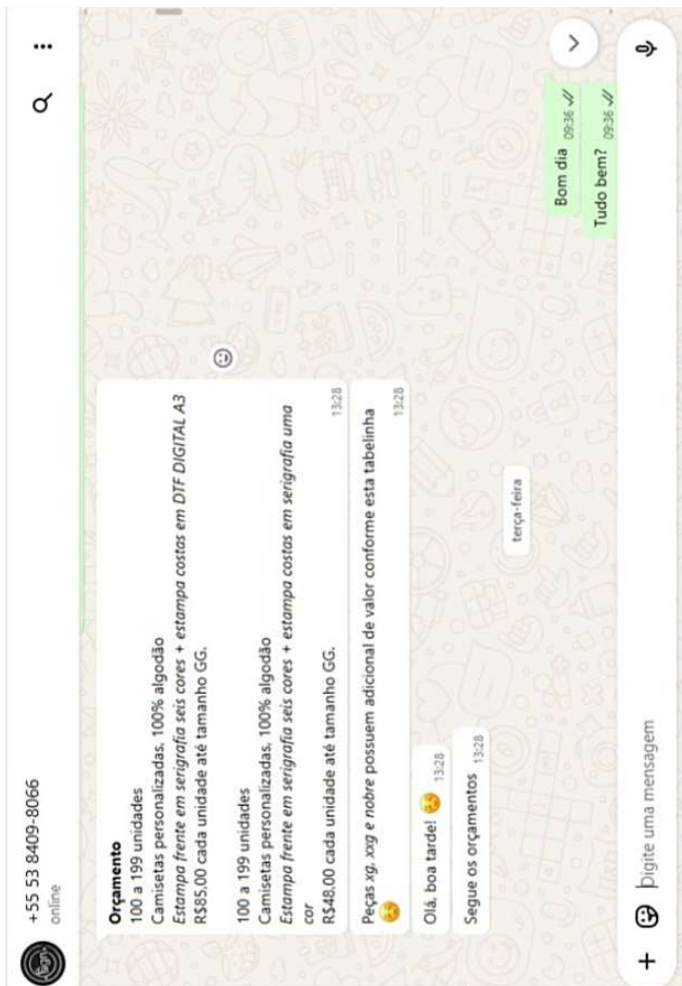 +55 53 8409-8066
online
Orçamento
100 a 199 unidades
Camisetas personalizadas, 100% algodão
Estampa frente em serigrafia seis cores + estampa costas em DTF DIGITAL A3
R$85,00 cada unidade até tamanho GG.
100 a 199 unidades
Camisetas personalizadas, 100% algodão
Estampa frente em serigrafia seis cores + estampa costas em serigrafia uma
cor
R$48,00 cada unidade até tamanho GG.
13:28
Peças xg, xxg e nobre possuem adicional de valor conforme esta tabelinha
13:28
Olá, boa tarde! 13:28
Segue os orçamentos 13:28
terça-feira
Bom dia 09:36
Tudo bem? 09:36
Digite uma mensagem